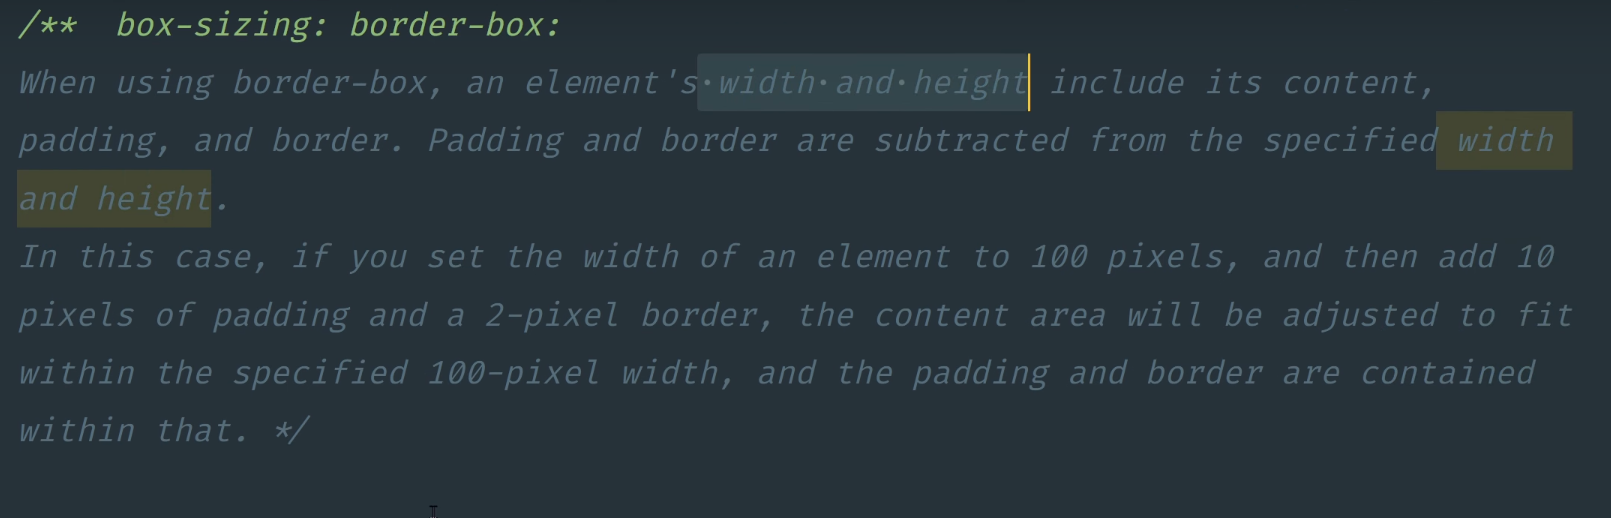 /**  box-sizing: border-box:
When using border-box, an element's width and height include its content,
padding, and border. Padding and border are subtracted from the specified width
and height.
In this case, if you set the width of an element to 100 pixels, and then add 10
pixels of padding and a 2-pixel border, the content area will be adjusted to fit
within the specified 100-pixel width, and the padding and border are contained
within that. */